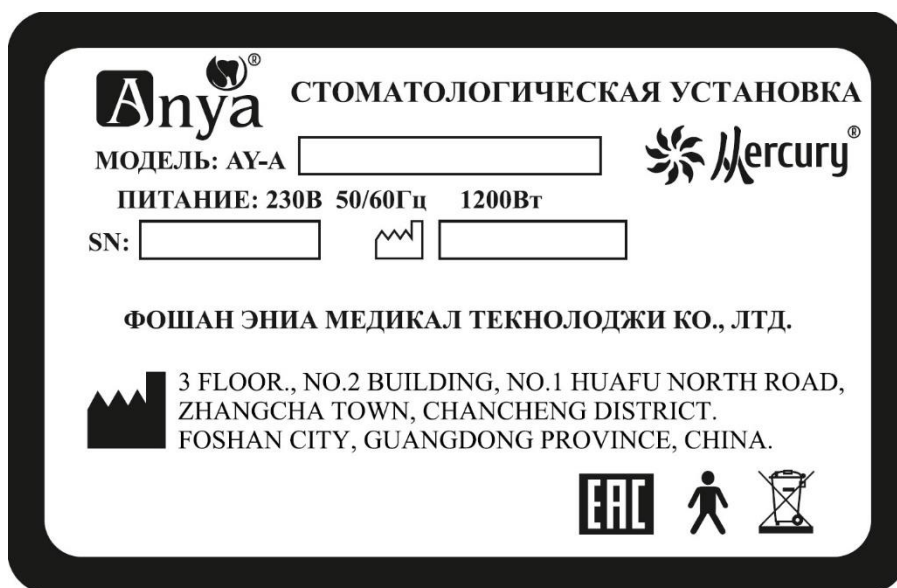 Anya®
СТОМАТОЛОГИЧЕСКАЯ УСТАНОВКА
Mercury®
МОДЕЛЬ: AY-A
ПИТАНИЕ: 230В 50/60Гц 1200Вт
SN:
ФОШАН ЭНИА МЕДИКАЛ ТЕКНОЛОДЖИ КО., ЛТД.
3 FLOOR., NO.2 BUILDING, NO.1 HUAFU NORTH ROAD,
ZHANGCHA TOWN, CHANCHENG DISTRICT.
FOSHAN CITY, GUANGDONG PROVINCE, CHINA.
EAC